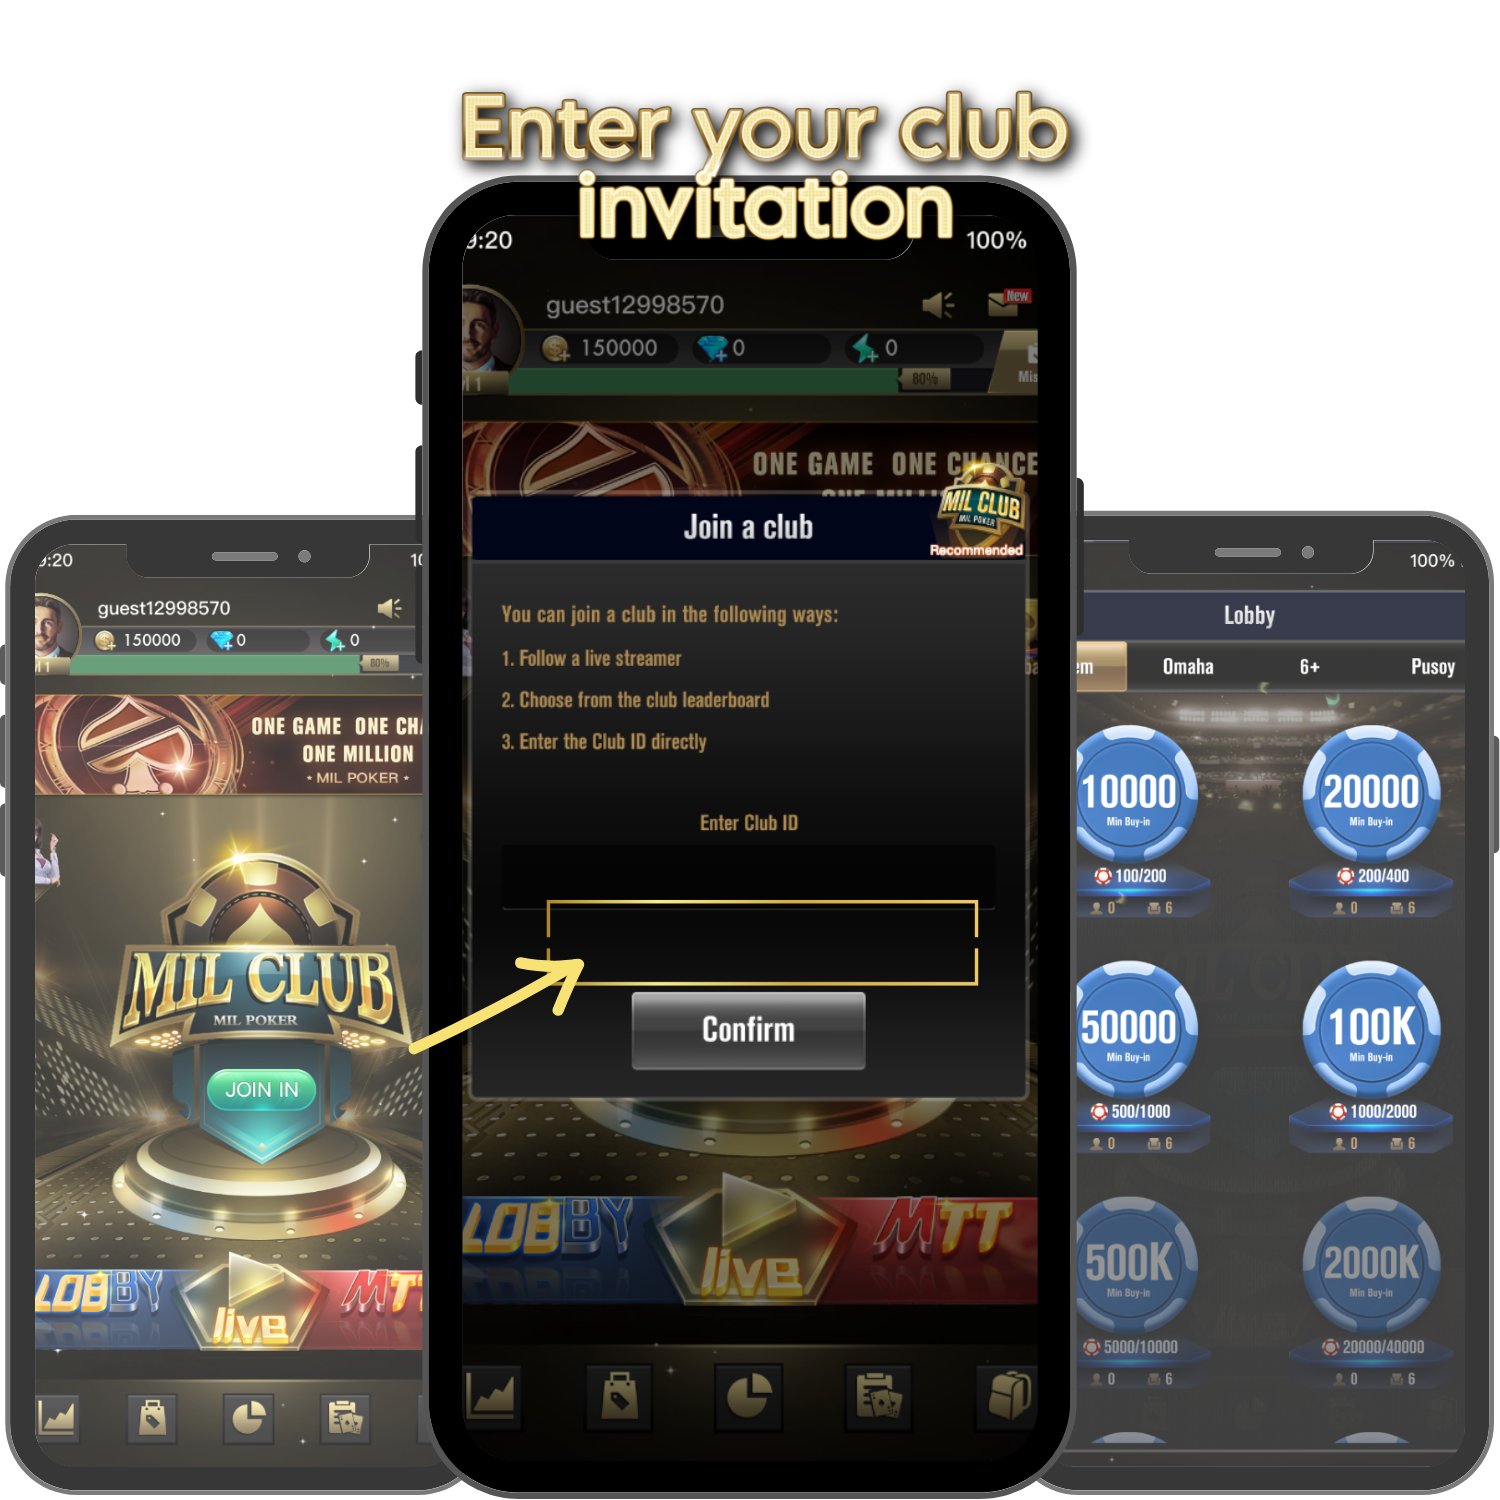 Enter your club
invitation
9:20
100%
guest12998570
New
150000
0
0
80%
ONE GAME ONE CHANCE
ONE MILLI
MIL CLUB
MIL POKER
Recommended
Join a club
You can join a club in the following ways:
1. Follow a live streamer
2. Choose from the club leaderboard
3. Enter the Club ID directly
Enter Club ID
Confirm
LOBBY
live
MTT
:20
guest12998570
150000
0
0
80%
ONE GAME ONE CHA
ONE MILLION
• MIL POKER •
MIL CLUB
MIL POKER
JOIN IN
LOBBY
live
MT
100%
Lobby
em
Omaha
6+
Pusoy
10000
Min Buy-in
100/200
0
6
20000
Min Buy-in
200/400
0
6
50000
Min Buy-in
500/1000
0
6
100K
Min Buy-in
1000/2000
0
6
500K
Min Buy-in
5000/10000
0
6
2000K
Min Buy-in
20000/40000
0
6